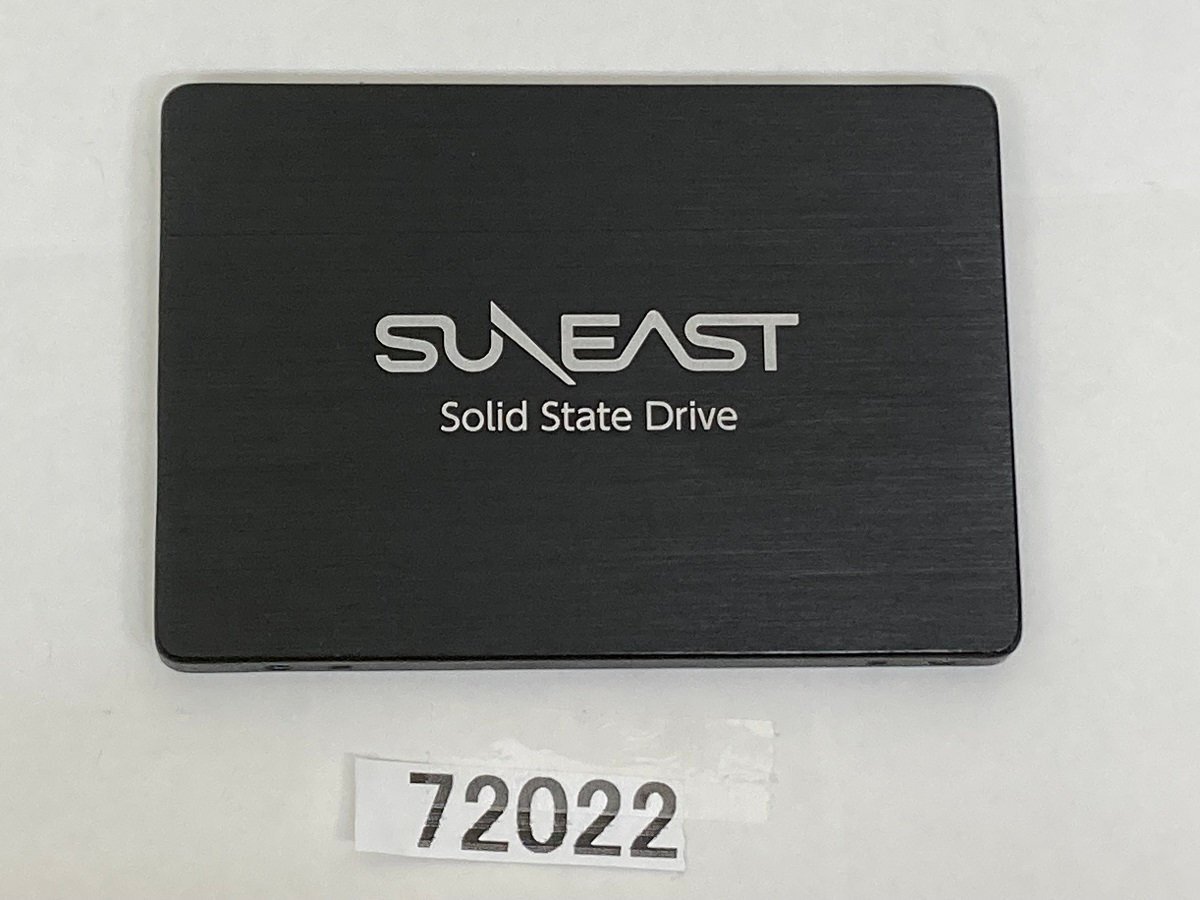 SUNEAST
Solid State Drive
72022